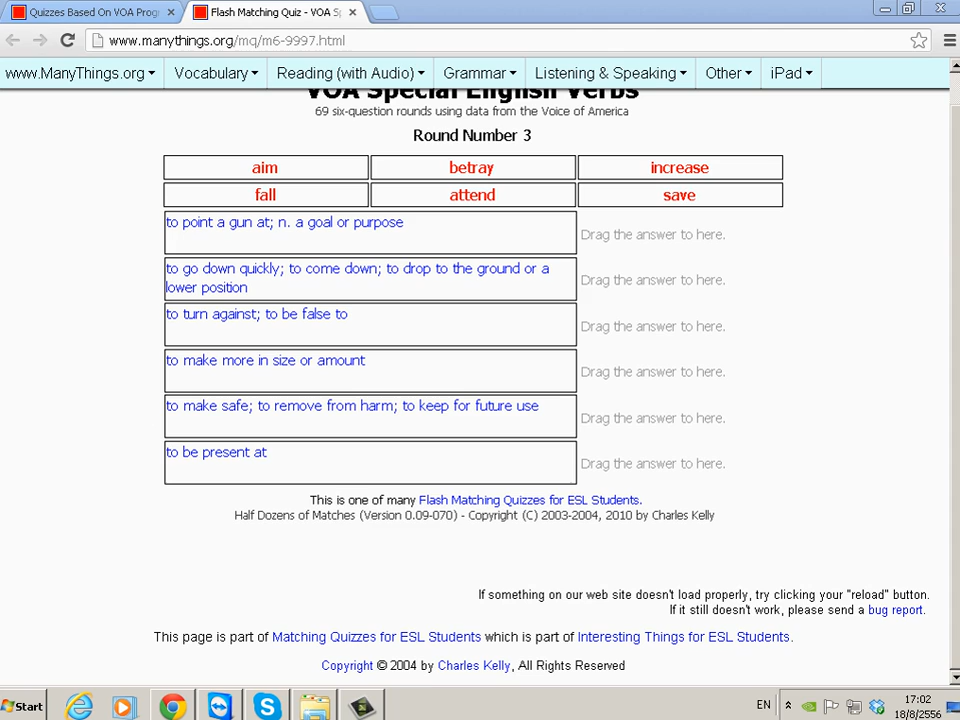 Quizzes Based On VOA Prog
Flash Matching Quiz - VOA Sp
www.manythings.org/mq/m6-9997.html
www.ManyThings.org Vocabulary Reading (with Audio) Grammar Listening & Speaking Other iPad
VOA Special English Verbs
69 six-question rounds using data from the Voice of America
Round Number 3
aim betray increase
fall attend save
to point a gun at; n. a goal or purpose
Drag the answer to here.
to go down quickly; to come down; to drop to the ground or a
lower position
Drag the answer to here.
to turn against; to be false to
Drag the answer to here.
to make more in size or amount
Drag the answer to here.
to make safe; to remove from harm; to keep for future use
Drag the answer to here.
to be present at
Drag the answer to here.
This is one of many Flash Matching Quizzes for ESL Students.
Half Dozens of Matches (Version 0.09-070) - Copyright (C) 2003-2004, 2010 by Charles Kelly
If something on our web site doesn't load properly, try clicking your "reload" button.
If it still doesn't work, please send a bug report.
This page is part of Matching Quizzes for ESL Students which is part of Interesting Things for ESL Students.
Copyright © 2004 by Charles Kelly, All Rights Reserved
Start
EN
17:02
18/8/2556